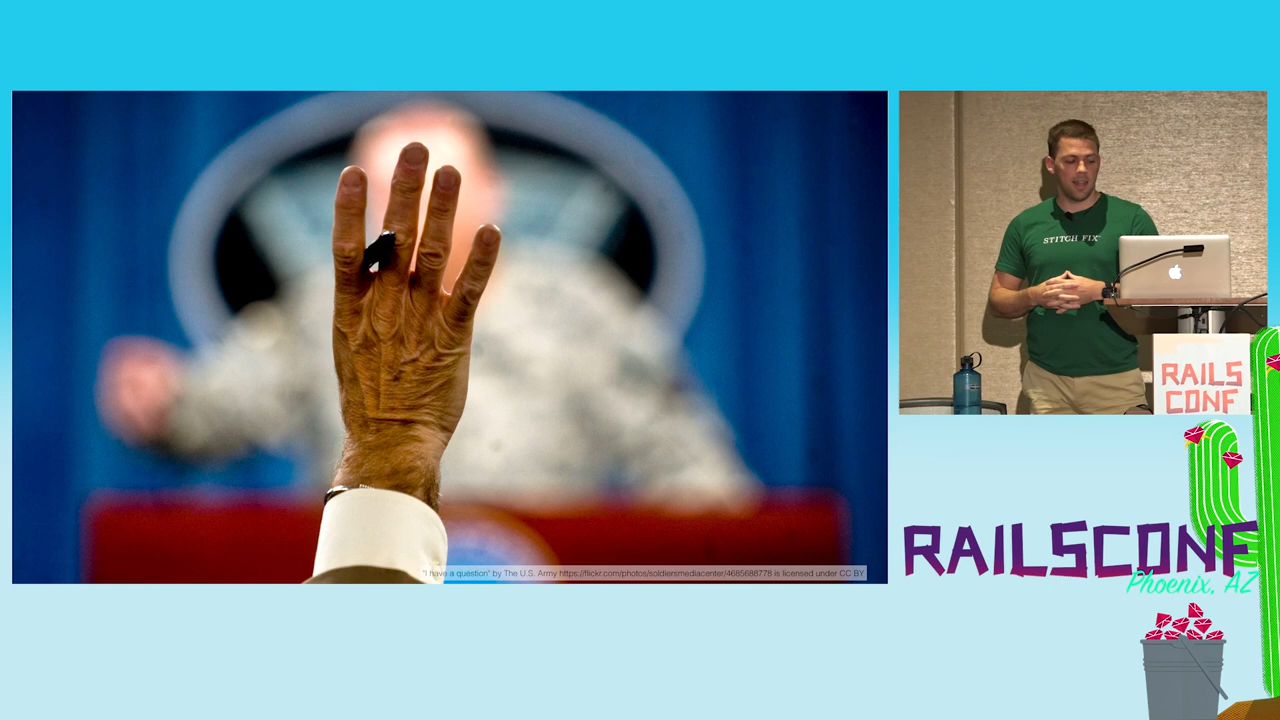 "I have a question" by The U.S. Army https://flickr.com/photos/soldiersmediacenter/4685688778 is licensed under CC BY
STITCH FIX
RAILS
CONF
RAILSCONF
Phoenix, AZ